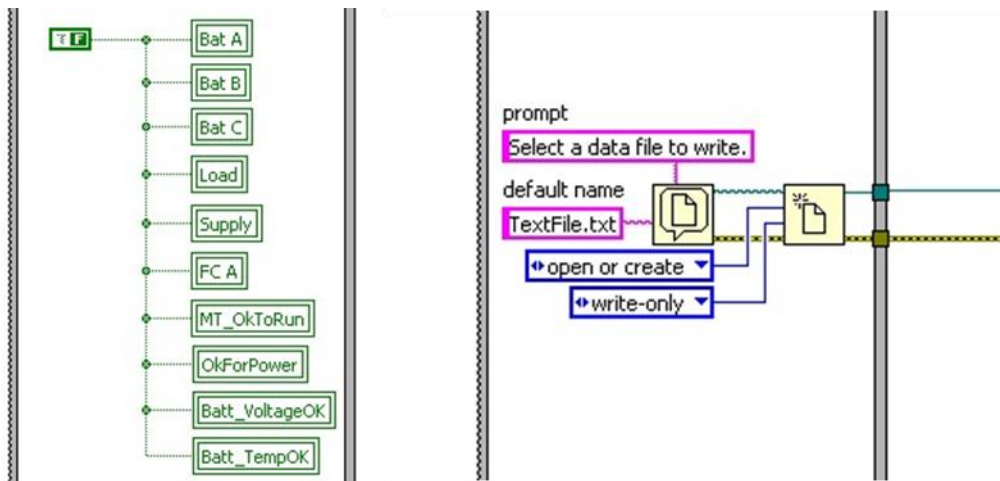 T F
Bat A
Bat B
Bat C
Load
Supply
FC A
MT_OkToRun
OkForPower
Batt_VoltageOK
Batt_TempOK
prompt
Select a data file to write.
default name
TextFile.txt
open or create
write-only